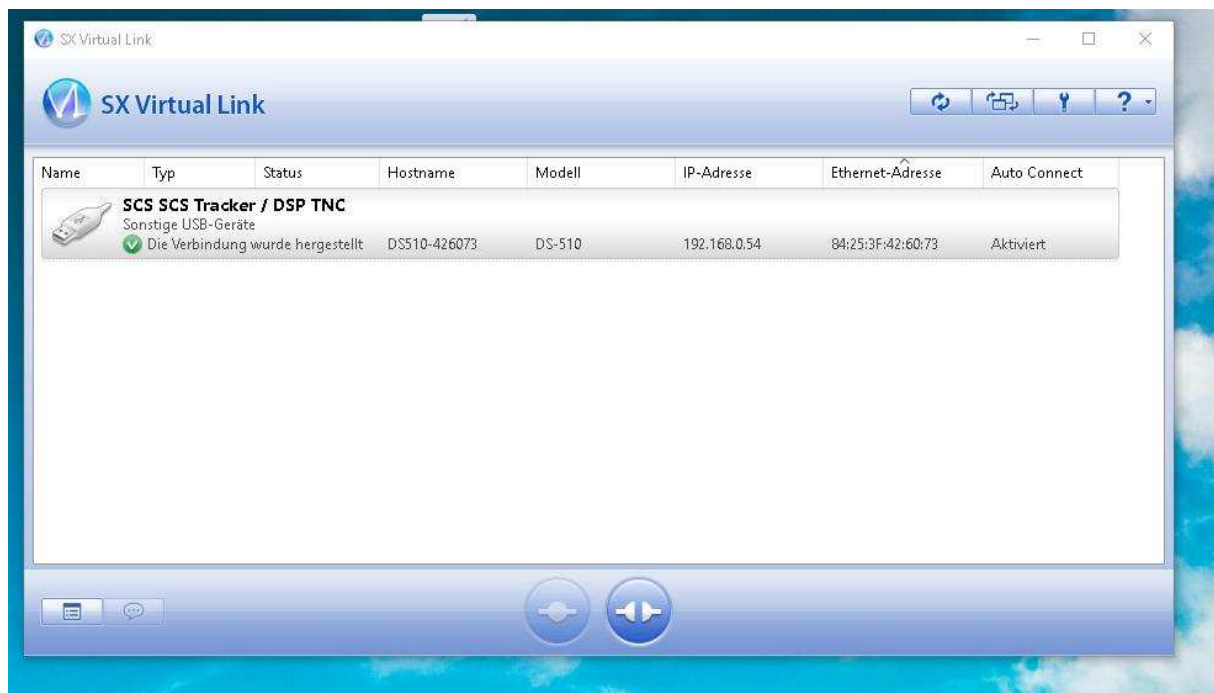 SX Virtual Link
SX Virtual Link
?
Name Typ Status Hostname Modell IP-Adresse Ethernet-Adresse Auto Connect
SCS SCS Tracker / DSP TNC
Sonstige USB-Geräte
Die Verbindung wurde hergestellt DS510-426073 DS-510 192.168.0.54 84:25:3F:42:60:73 Aktiviert